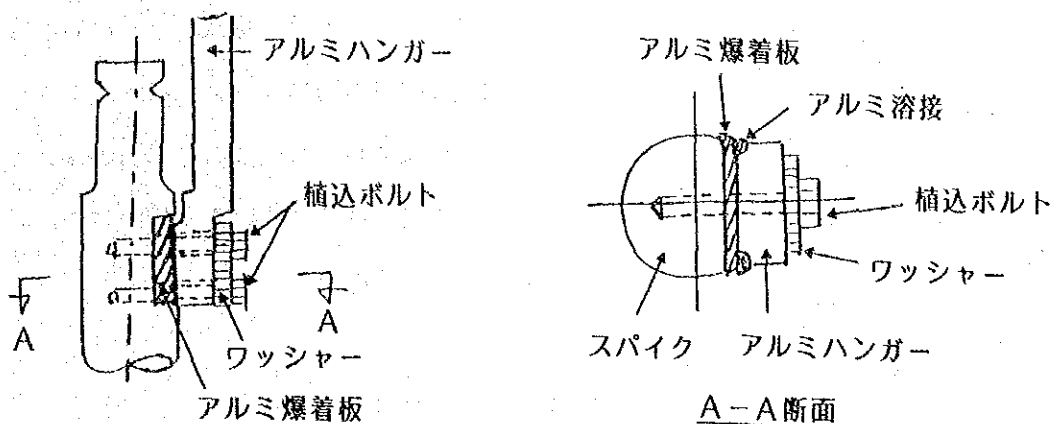 アルミハンガー
植込ボルト
A
A
ワッシャー
アルミ爆着板
アルミ爆着板
アルミ溶接
植込ボルト
ワッシャー
スパイク
アルミハンガー
A-A断面